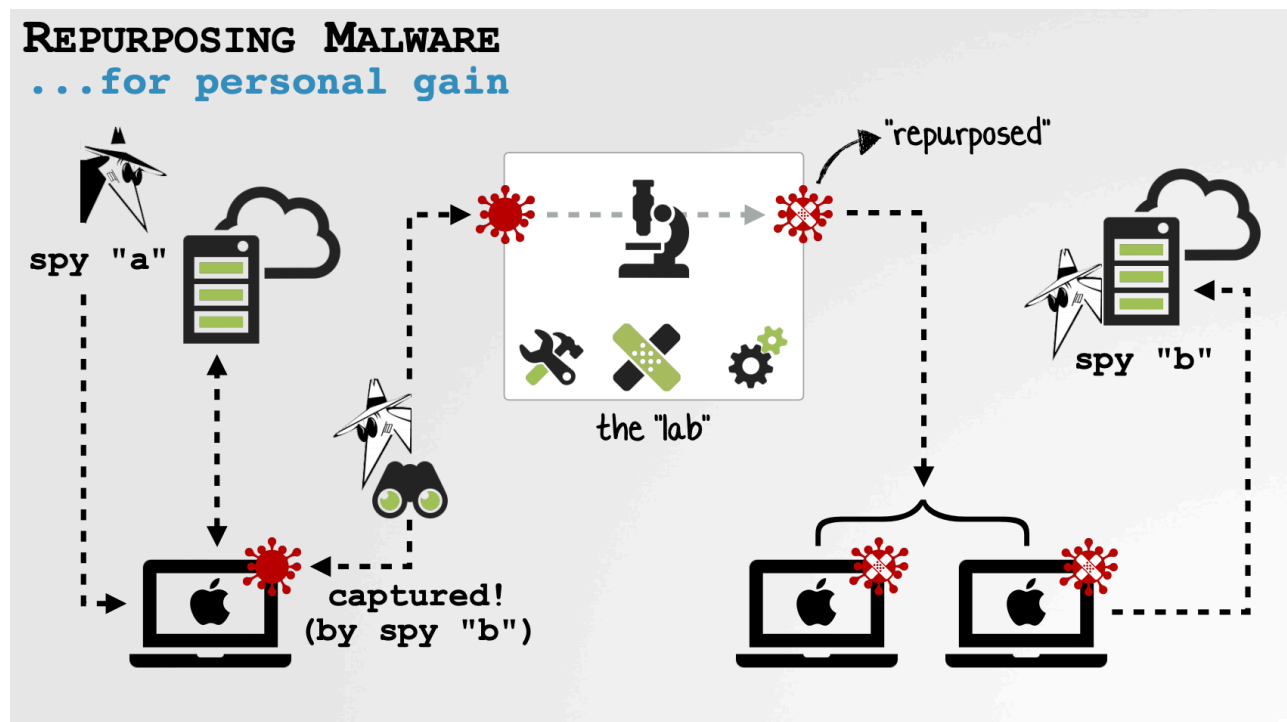 REPURPOSING MALWARE
...for personal gain
"repurposed"
spy "a"
spy "b"
the "lab"
captured!
(by spy "b")